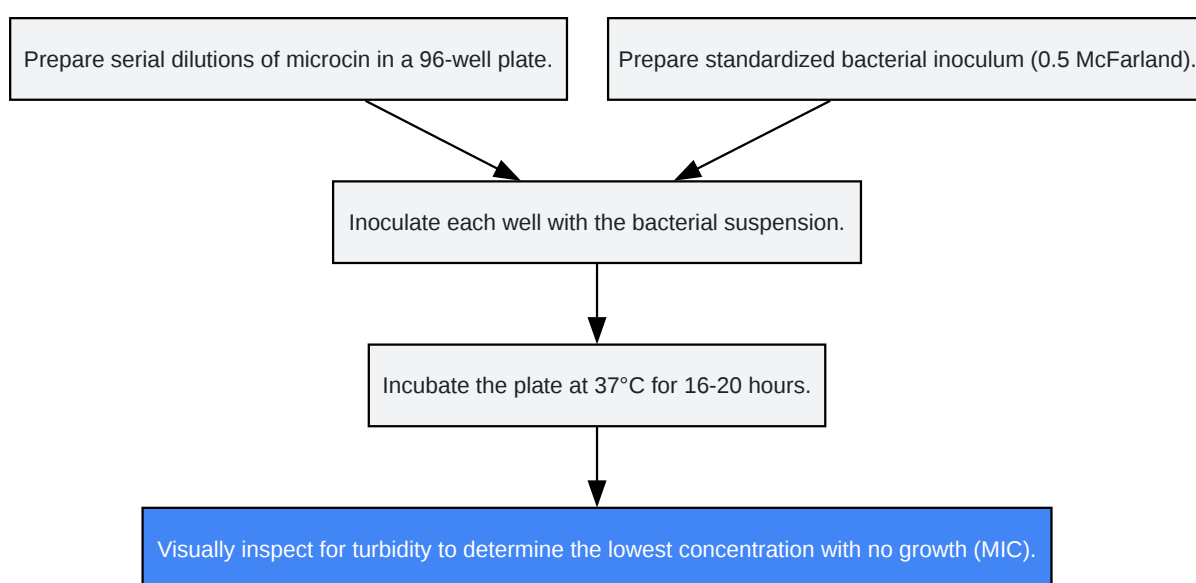 Prepare serial dilutions of microcin in a 96-well plate.
Prepare standardized bacterial inoculum (0.5 McFarland).
Inoculate each well with the bacterial suspension.
Incubate the plate at 37°C for 16-20 hours.
Visually inspect for turbidity to determine the lowest concentration with no growth (MIC).